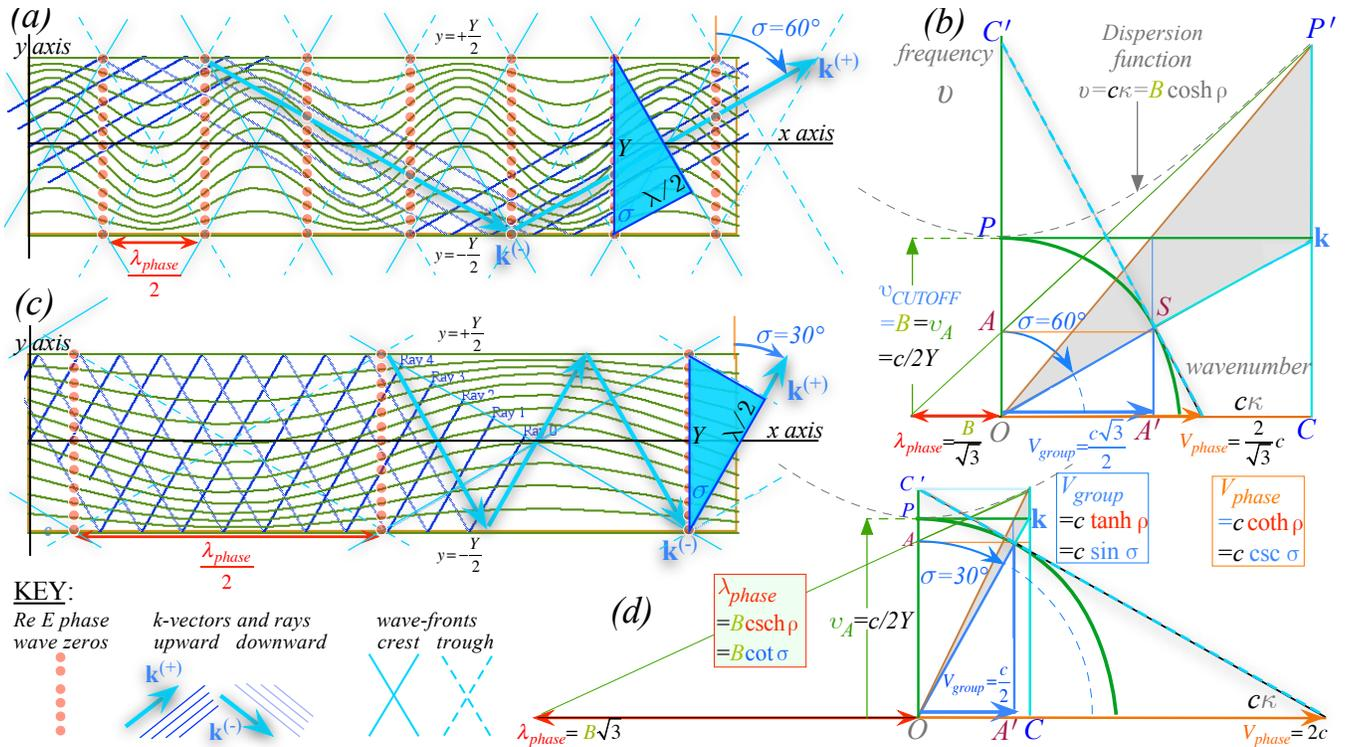 (a)
y axis
y=+Y/2
σ=60°
k(+)
x axis
Y
λ/2
σ
λphase/2
y=−Y/2
k(-)
(b)
C′
P′
frequency
υ
Dispersion
function
υ=cκ=B cosh ρ
P
k
υCUTOFF
=B=υA
=c/2Y
A
σ=60°
S
wavenumber
cκ
B
O
A′
C
λphase=B/√3
Vgroup=c√3/2
Vphase=2/√3 c
(c)
y axis
y=+Y/2
σ=30°
k(+)
Ray 4
Ray 3
Ray 2
Ray 1
Ray 0
Y
λ/2
x axis
σ
λphase/2
y=−Y/2
k(-)
C′
P
A
k
Vgroup
=c tanh ρ
=c sin σ
Vphase
=c coth ρ
=c csc σ
σ=30°
(d)
λphase
=B csch ρ
=B cot σ
υA=c/2Y
Vgroup=c/2
cκ
λphase= B√3
O
A′
C
Vphase=2c
KEY:
Re E phase
wave zeros
k-vectors and rays
upward downward
wave-fronts
crest trough
k(+)
k(-)